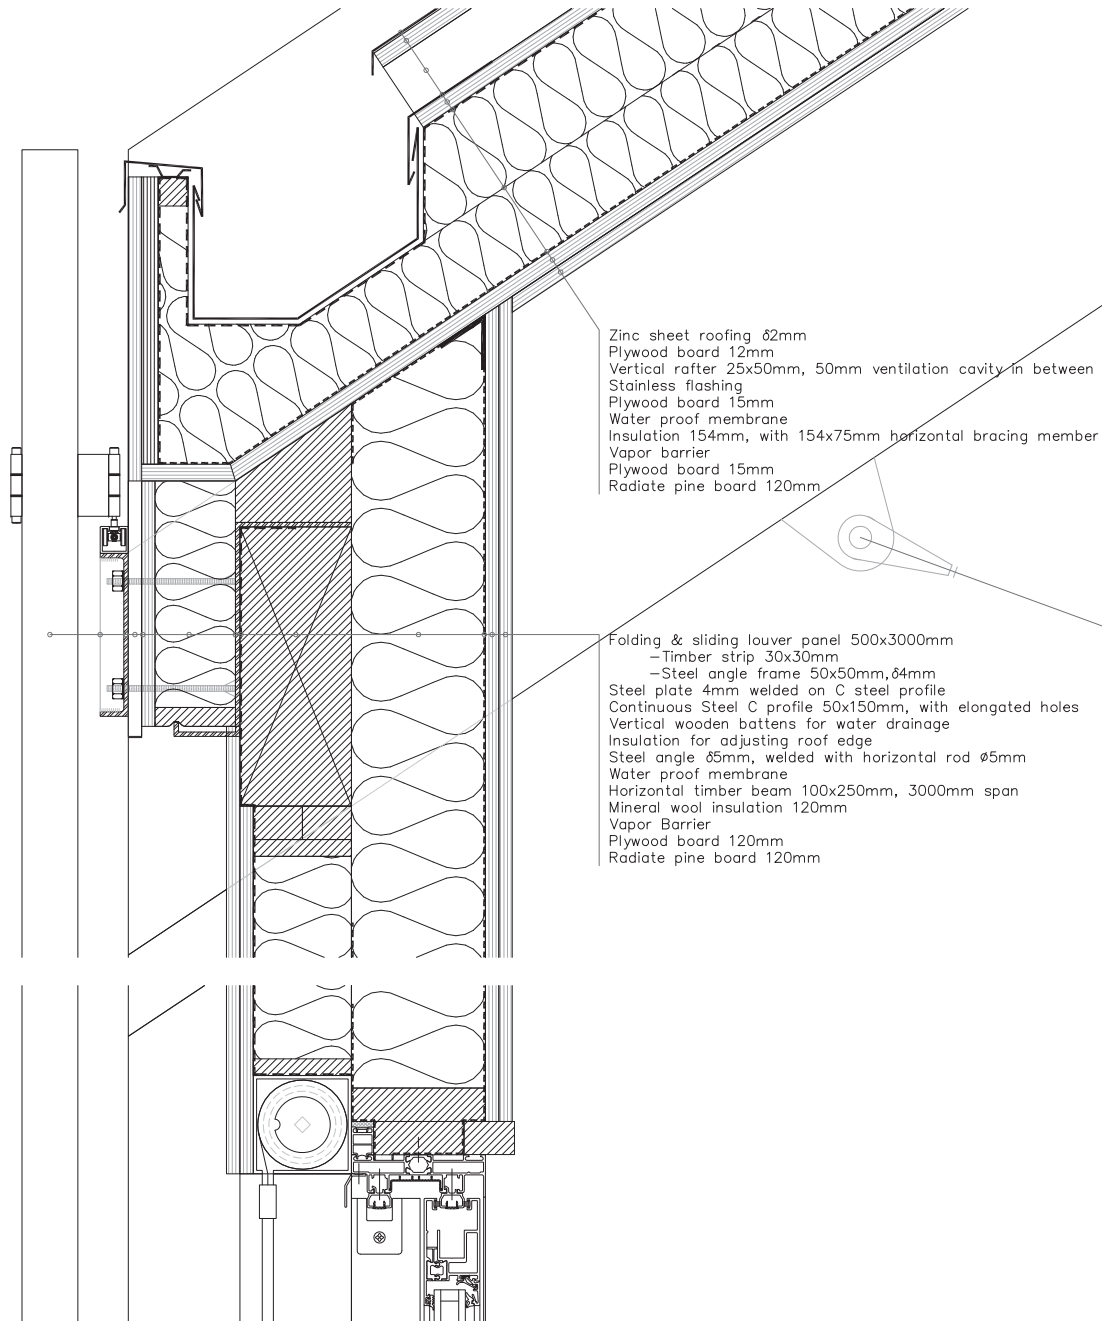 Zinc sheet roofing δ2mm
Plywood board 12mm
Vertical rafter 25x50mm, 50mm ventilation cavity in between
Stainless flashing
Plywood board 15mm
Water proof membrane
Insulation 154mm, with 154x75mm horizontal bracing member
Vapor barrier
Plywood board 15mm
Radiate pine board 120mm
Folding & sliding louver panel 500x3000mm
—Timber strip 30x30mm
—Steel angle frame 50x50mm,δ4mm
Steel plate 4mm welded on C steel profile
Continuous Steel C profile 50x150mm, with elongated holes
Vertical wooden battens for water drainage
Insulation for adjusting roof edge
Steel angle δ5mm, welded with horizontal rod ø5mm
Water proof membrane
Horizontal timber beam 100x250mm, 3000mm span
Mineral wool insulation 120mm
Vapor Barrier
Plywood board 120mm
Radiate pine board 120mm